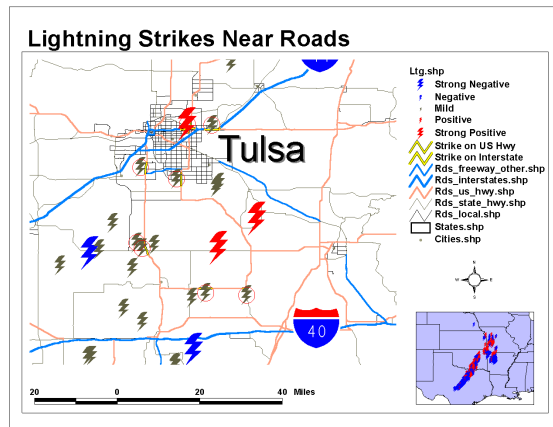 Lightning Strikes Near Roads
Tulsa
40
20
0
20
40
Miles
Ltg.shp
Strong Negative
Negative
Mild
Positive
Strong Positive
Strike on US Hwy
Strike on Interstate
Rds_freeway_other.shp
Rds_interstates.shp
Rds_us_hwy.shp
Rds_state_hwy.shp
Rds_local.shp
States.shp
Cities.shp
N
W
E
S